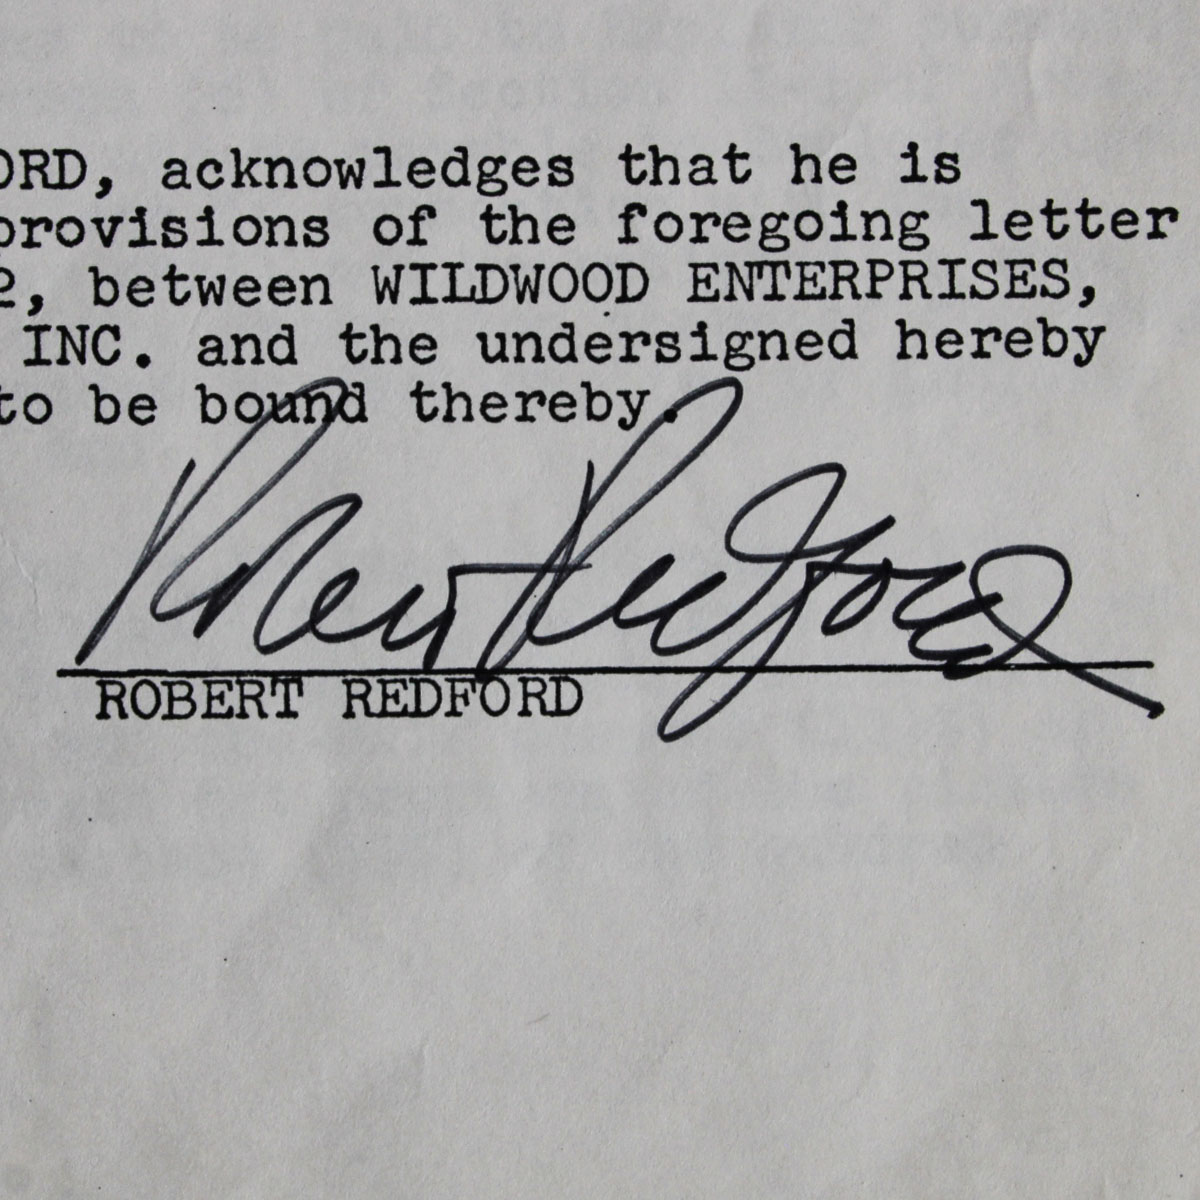 ORD, acknowledges that he is
provisions of the foregoing letter
2, between WILDWOOD ENTERPRISES,
INC. and the undersigned hereby
to be bound thereby.
Robert Redford
ROBERT REDFORD